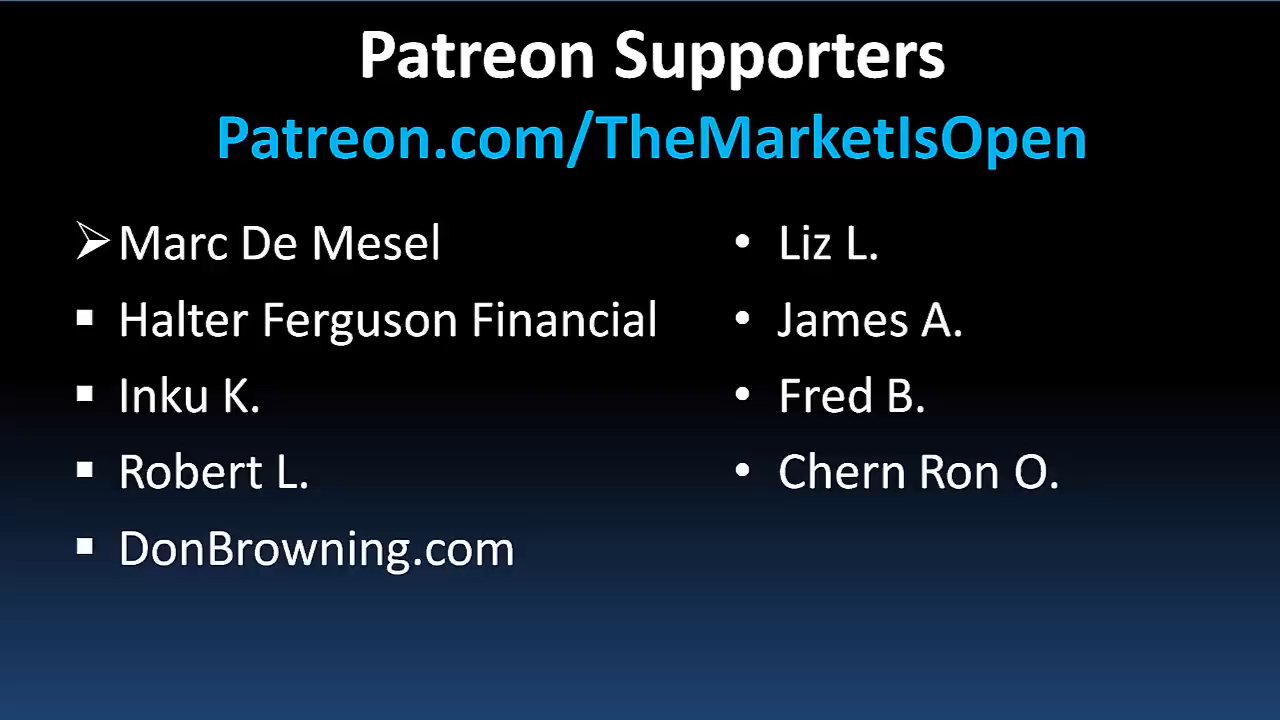 Patreon Supporters
Patreon.com/TheMarketIsOpen
Marc De Mesel
Halter Ferguson Financial
Inku K.
Robert L.
DonBrowning.com
Liz L.
James A.
Fred B.
Chern Ron O.